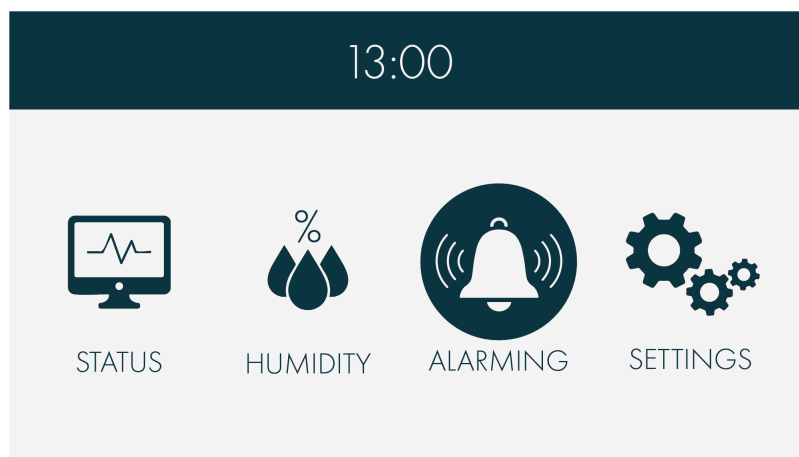 13:00
%
STATUS
HUMIDITY
ALARMING
SETTINGS